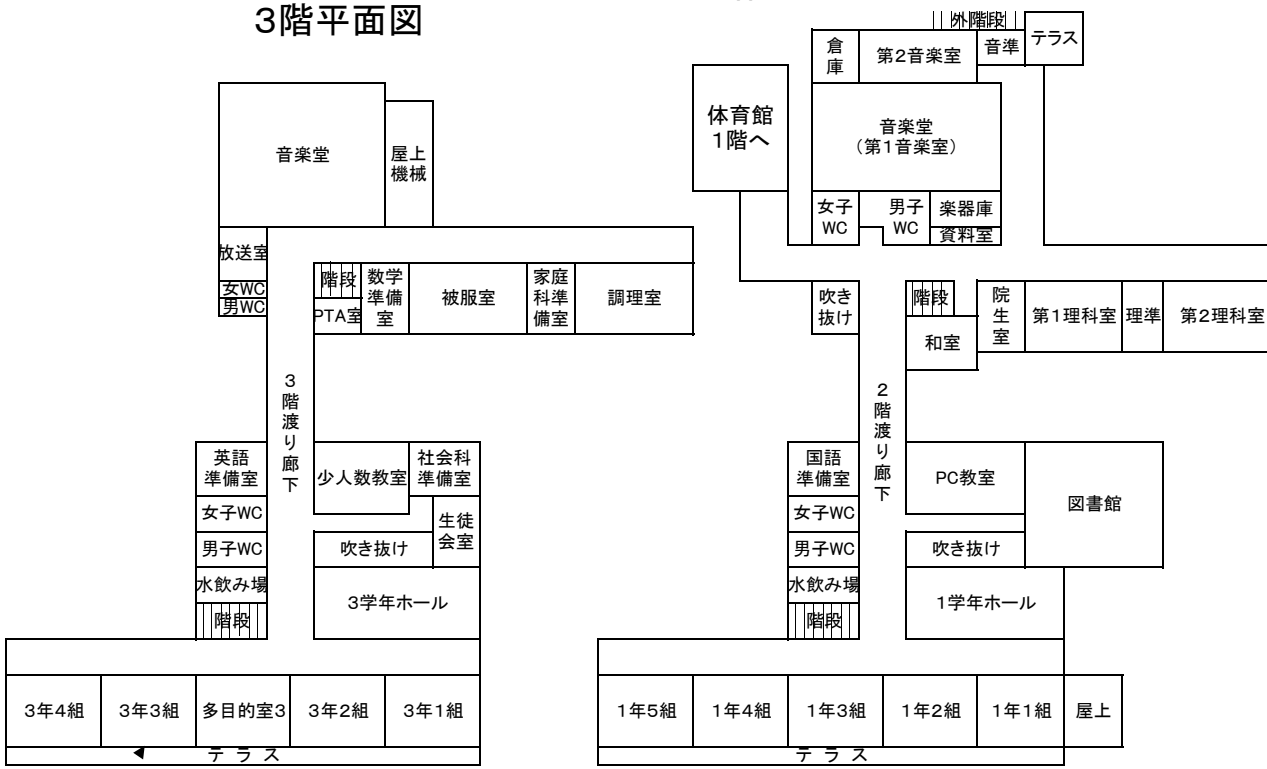 3階平面図
音楽堂
屋上
機械
放送室
女WC
男WC
階段
PTA室
数学
準備
室
被服室
家庭
科準
備室
調理室
3
階
渡
り
廊
下
英語
準備室
少人数教室
社会科
準備室
女子WC
生徒
会室
男子WC
吹き抜け
水飲み場
3学年ホール
階段
3年4組
3年3組
多目的室3
3年2組
3年1組
テラス
外階段
テラス
倉
庫
第2音楽室
音準
体育館
1階へ
音楽堂
(第1音楽室)
女子
WC
男子
WC
楽器庫
資料室
吹き
抜け
階段
院
生
室
第1理科室
理準
第2理科室
和室
2
階
渡
り
廊
下
国語
準備室
PC教室
図書館
女子WC
男子WC
吹き抜け
水飲み場
1学年ホール
階段
1年5組
1年4組
1年3組
1年2組
1年1組
屋上
テラス